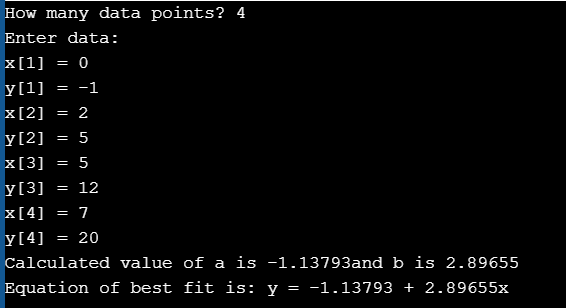 How many data points? 4
Enter data:
x[1] = 0
y[1] = -1
x[2] = 2
y[2] = 5
x[3] = 5
y[3] = 12
x[4] = 7
y[4] = 20
Calculated value of a is -1.13793and b is 2.89655
Equation of best fit is: y = -1.13793 + 2.89655x